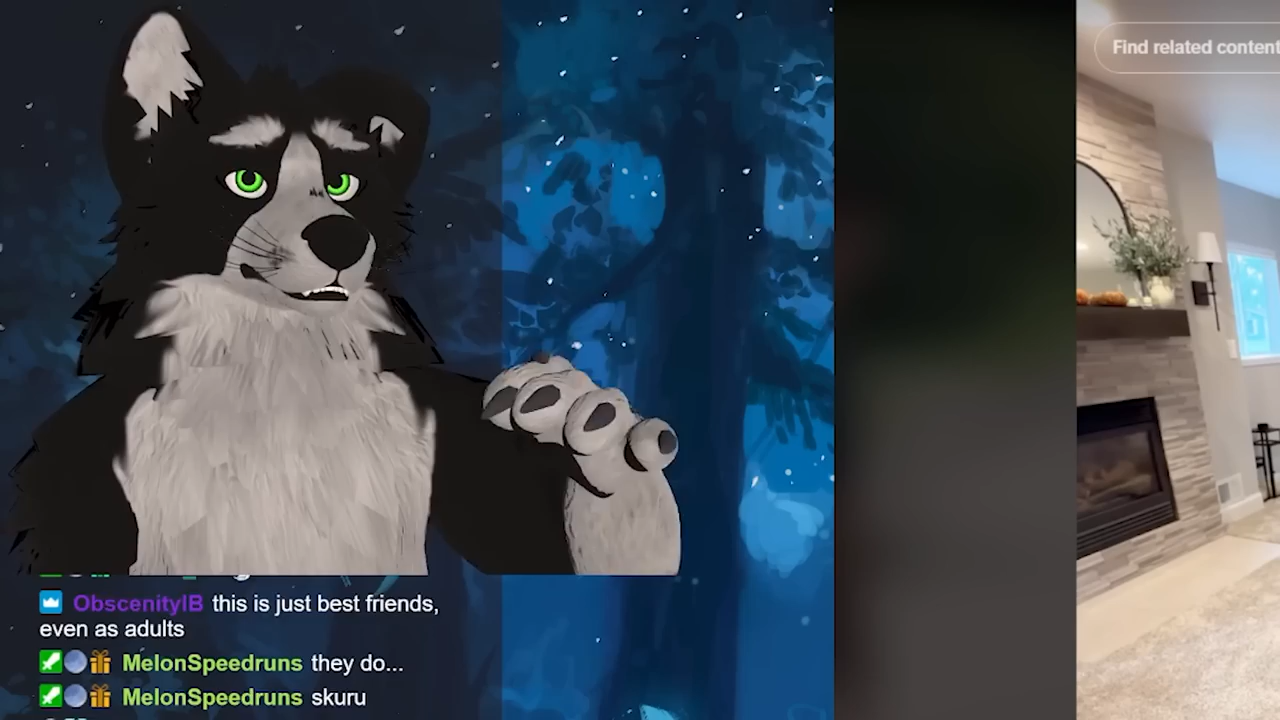 Find related content
ObscenityIB this is just best friends,
even as adults
MelonSpeedruns they do...
MelonSpeedruns skuru